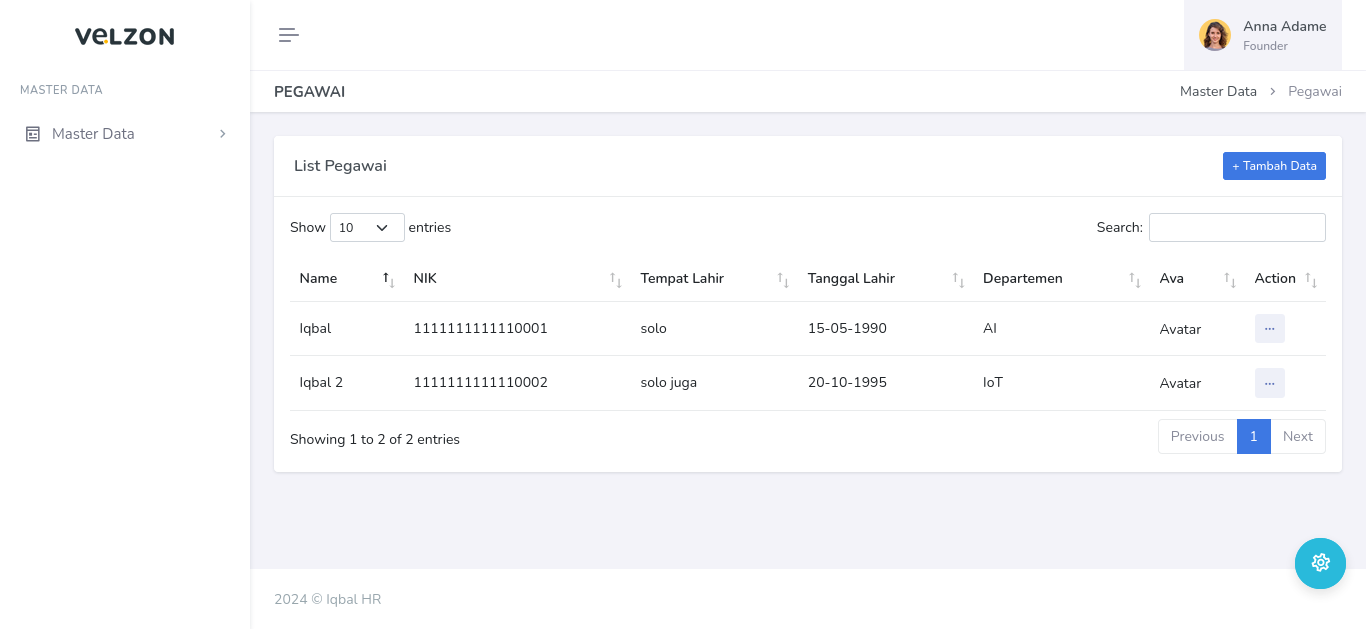 VELZON
Anna Adame
Founder
MASTER DATA
Master Data
PEGAWAI
Master Data > Pegawai
List Pegawai
+ Tambah Data
Show 10 entries
Search:
Name NIK Tempat Lahir Tanggal Lahir Departemen Ava Action
Iqbal 1111111111110001 solo 15-05-1990 AI Avatar ...
Iqbal 2 1111111111110002 solo juga 20-10-1995 IoT Avatar ...
Showing 1 to 2 of 2 entries
Previous 1 Next
2024 © Iqbal HR